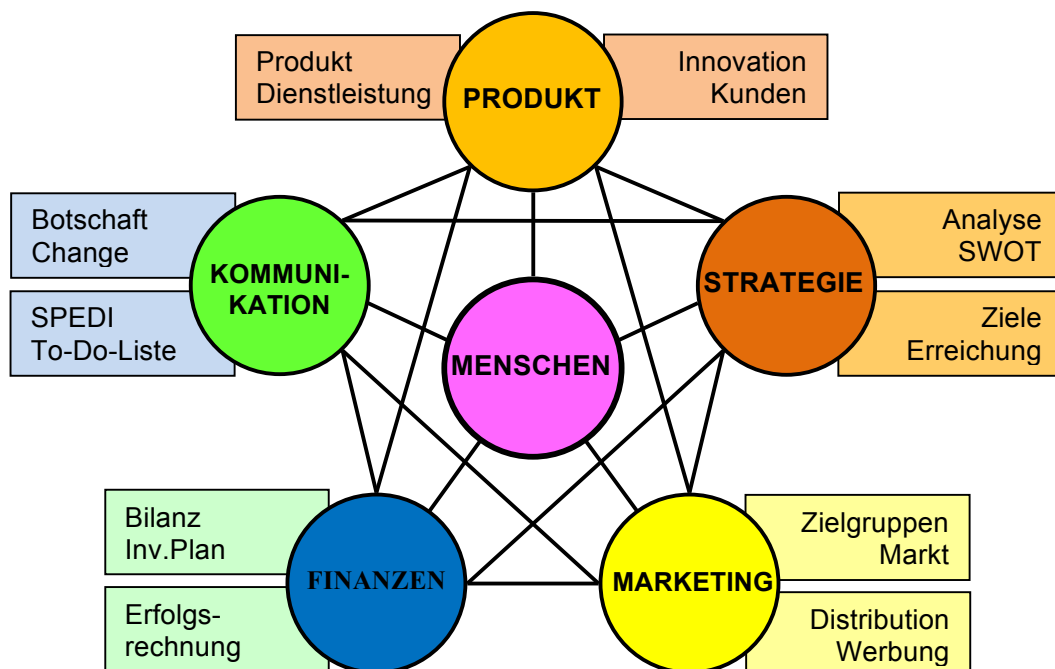 Produkt
Dienstleistung
PRODUKT
Innovation
Kunden
Botschaft
Change
SPEDI
To-Do-Liste
KOMMUNI-
KATION
MENSCHEN
STRATEGIE
Analyse
SWOT
Ziele
Erreichung
Bilanz
Inv.Plan
Erfolgs-
rechnung
FINANZEN
MARKETING
Zielgruppen
Markt
Distribution
Werbung